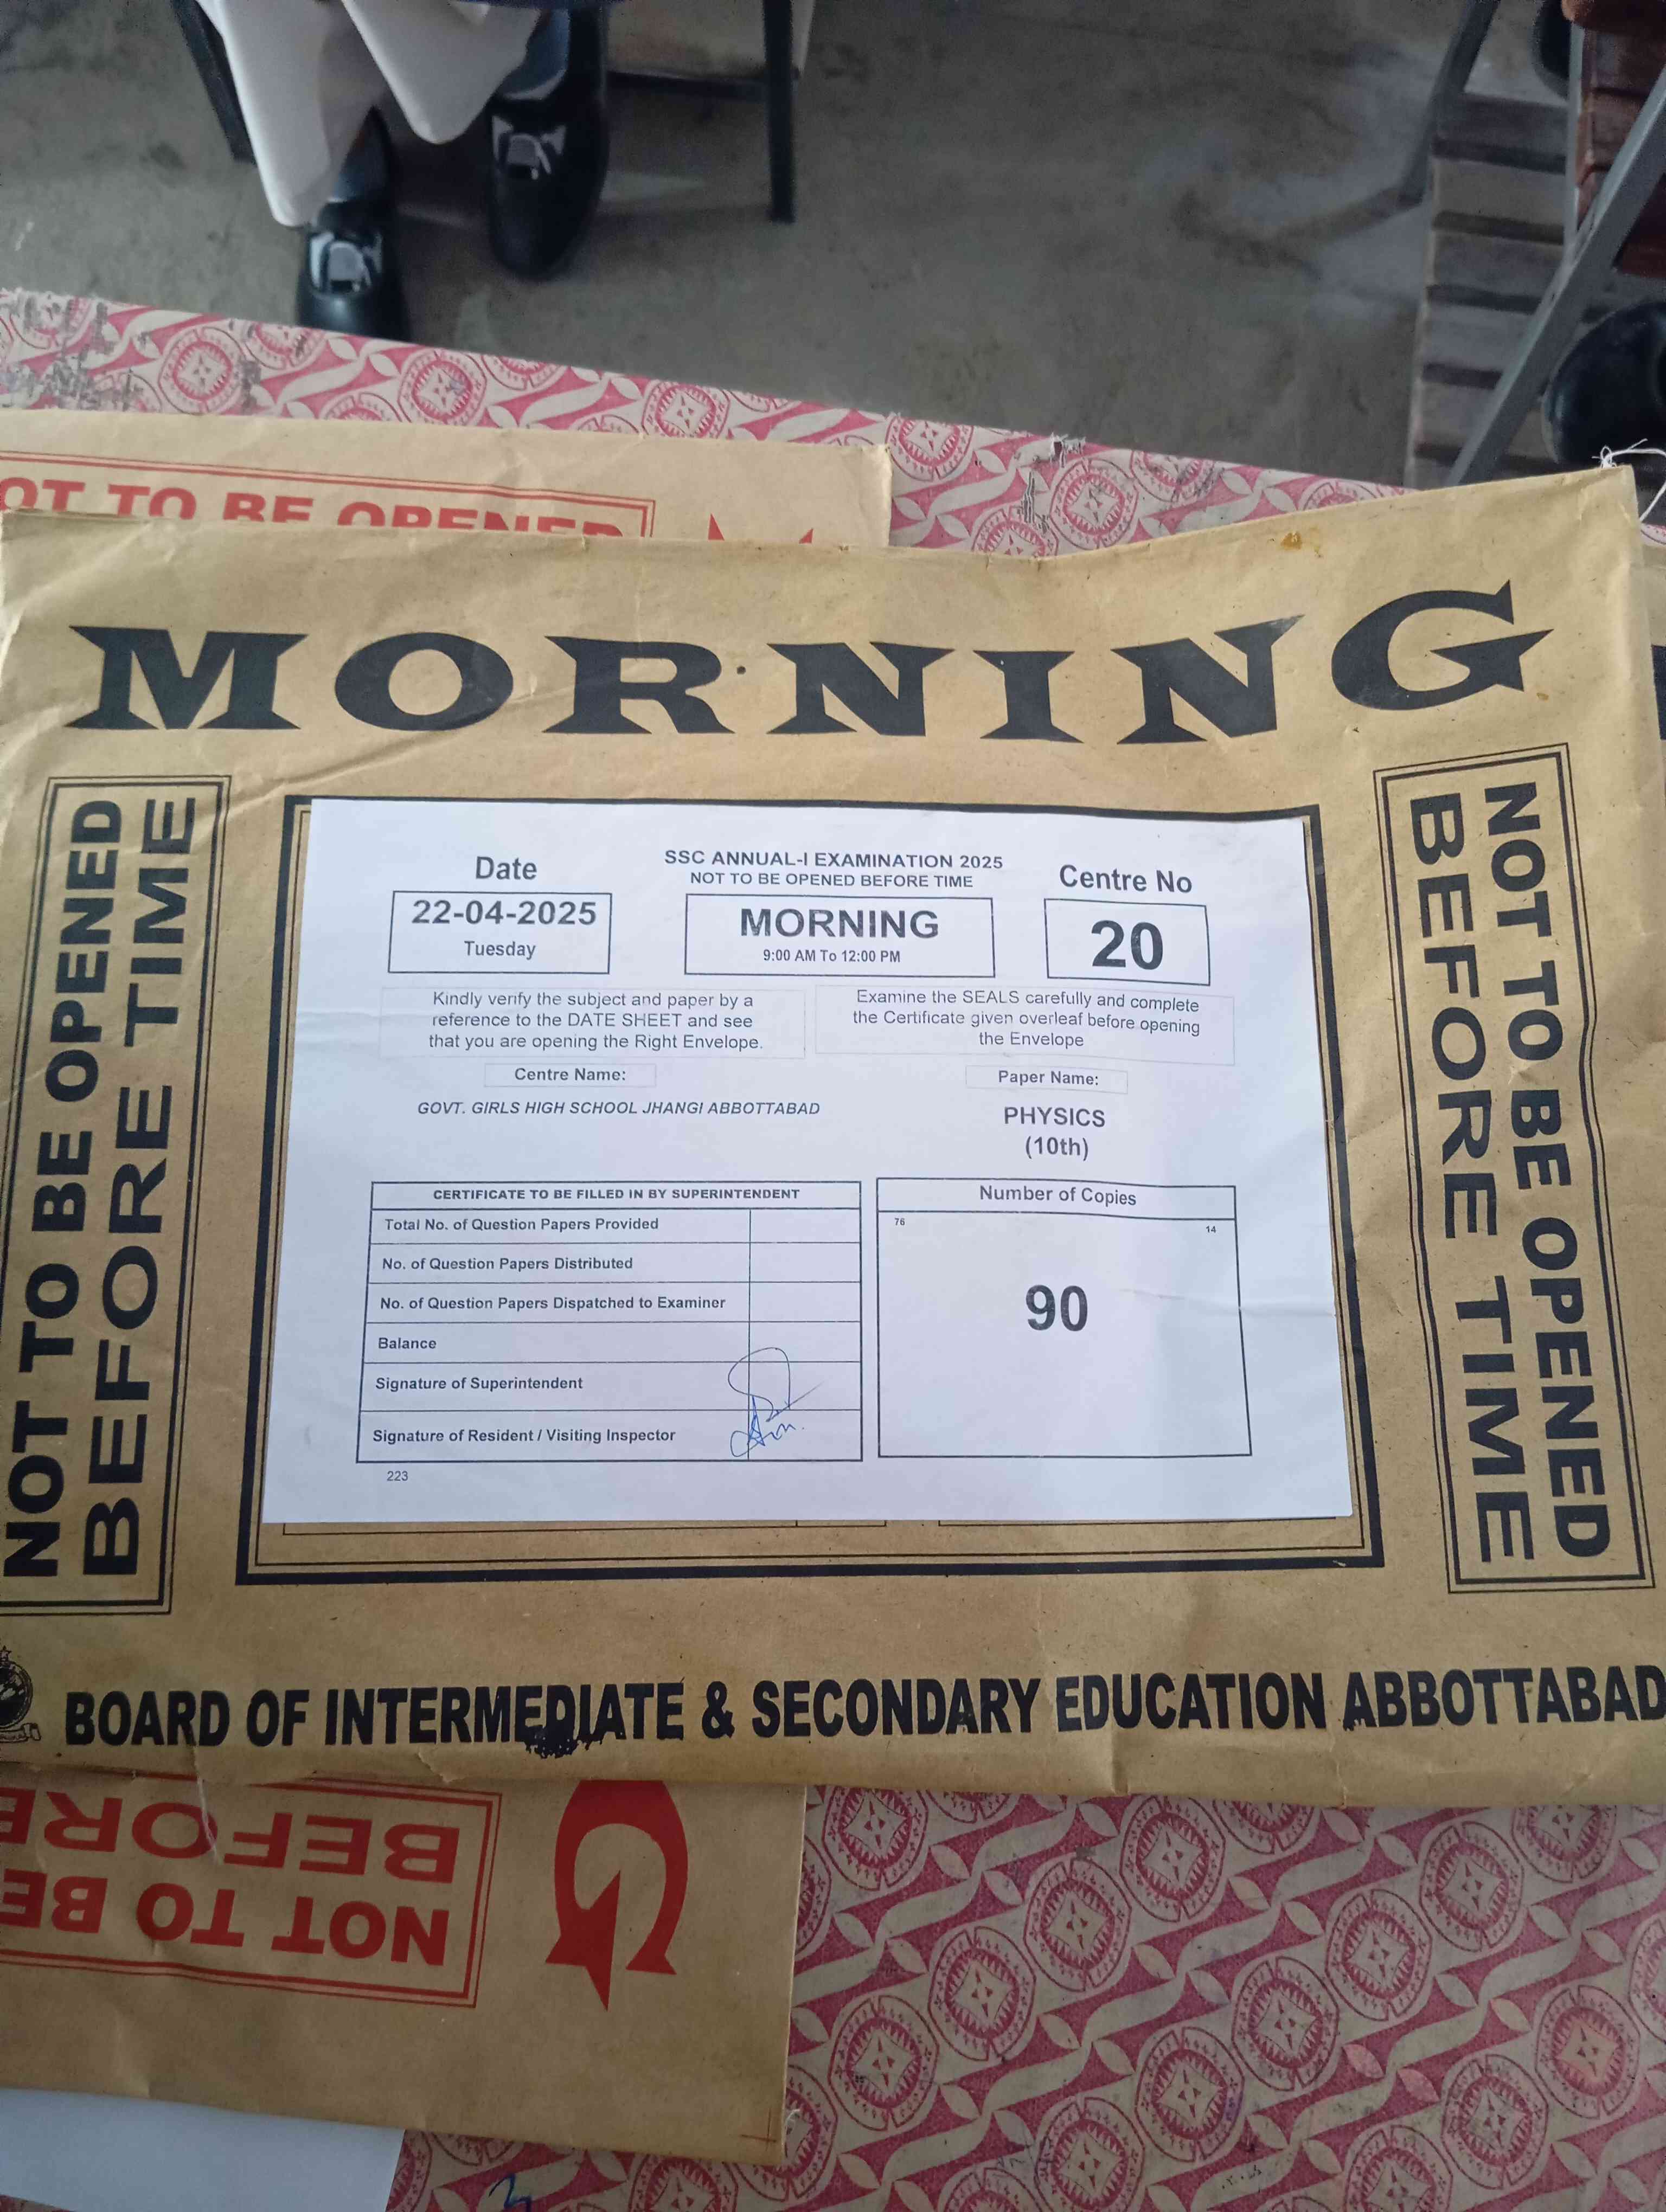 OT TO BE OPENED
MORNING
NOT TO BE OPENED
BEFORE TIME
Date
22-04-2025
Tuesday
SSC ANNUAL-I EXAMINATION 2025
NOT TO BE OPENED BEFORE TIME
MORNING
9:00 AM To 12:00 PM
Centre No
20
Kindly verify the subject and paper by a
reference to the DATE SHEET and see
that you are opening the Right Envelope.
Examine the SEALS carefully and complete
the Certificate given overleaf before opening
the Envelope
Centre Name:
GOVT. GIRLS HIGH SCHOOL JHANGI ABBOTTABAD
Paper Name:
PHYSICS
(10th)
CERTIFICATE TO BE FILLED IN BY SUPERINTENDENT
Total No. of Question Papers Provided
No. of Question Papers Distributed
No. of Question Papers Dispatched to Examiner
Balance
Signature of Superintendent
Signature of Resident / Visiting Inspector
223
Number of Copies
76
14
90
NOT TO BE OPENED
BEFORE TIME
BOARD OF INTERMEDIATE & SECONDARY EDUCATION ABBOTTABAD
G
NOT TO BE
BEFORE